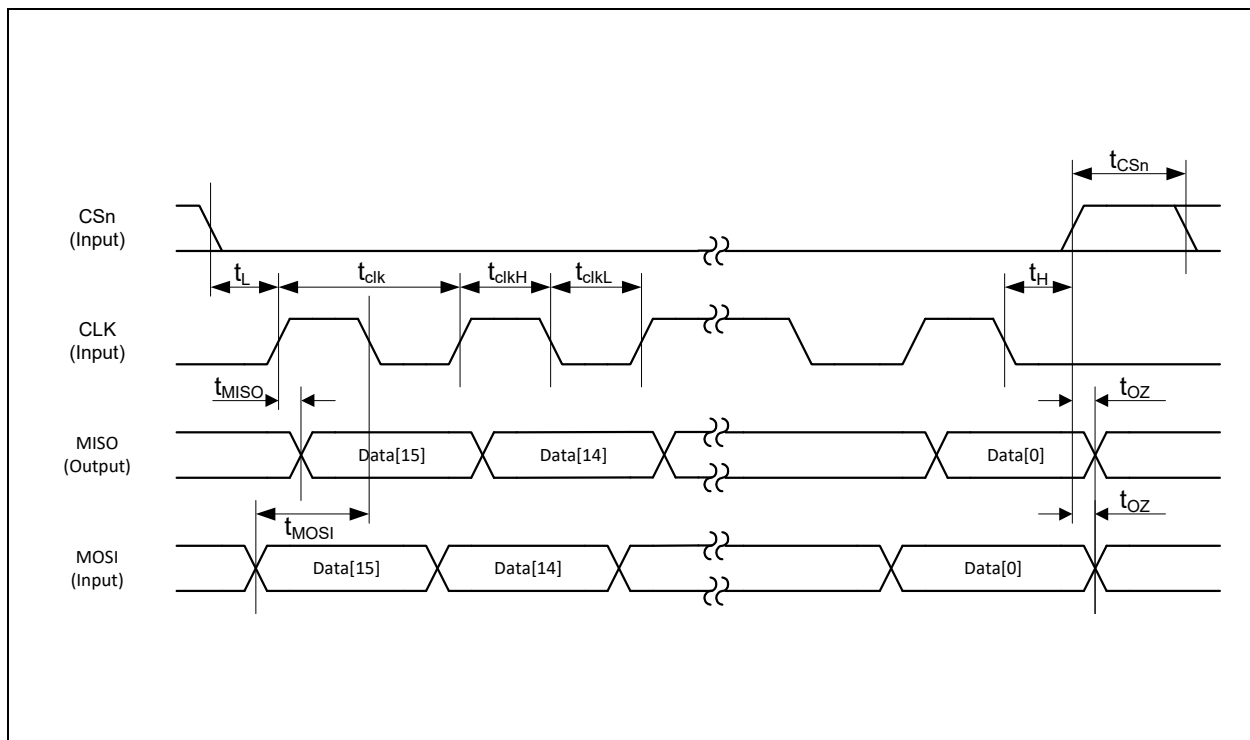 tCSn
CSn
(Input)
tL
tclk
tclkH
tclkL
tH
CLK
(Input)
tMISO
tOZ
MISO
(Output)
Data[15]
Data[14]
Data[0]
tMOSI
tOZ
MOSI
(Input)
Data[15]
Data[14]
Data[0]